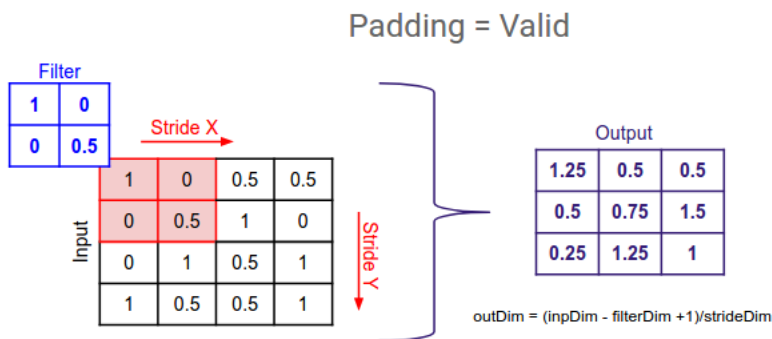 Padding = Valid
Filter
1 0
0 0.5
Stride X
Input
1 0 0.5 0.5
0 0.5 1 0
0 1 0.5 1
1 0.5 0.5 1
Stride Y
Output
1.25 0.5 0.5
0.5 0.75 1.5
0.25 1.25 1
outDim = (inpDim - filterDim +1)/strideDim